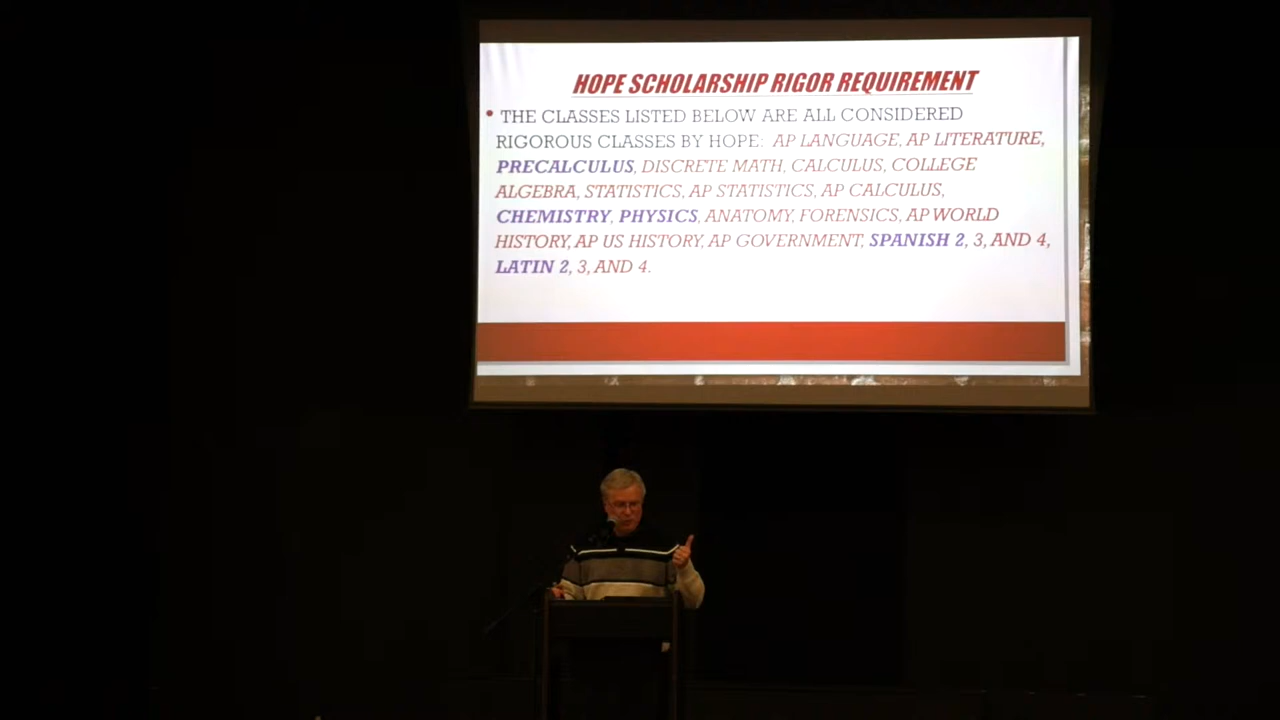 HOPE SCHOLARSHIP RIGOR REQUIREMENT
• THE CLASSES LISTED BELOW ARE ALL CONSIDERED
RIGOROUS CLASSES BY HOPE: AP LANGUAGE, AP LITERATURE,
PRECALCULUS, DISCRETE MATH, CALCULUS, COLLEGE
ALGEBRA, STATISTICS, AP STATISTICS, AP CALCULUS,
CHEMISTRY, PHYSICS, ANATOMY, FORENSICS, AP WORLD
HISTORY, AP US HISTORY, AP GOVERNMENT, SPANISH 2, 3, AND 4,
LATIN 2, 3, AND 4.